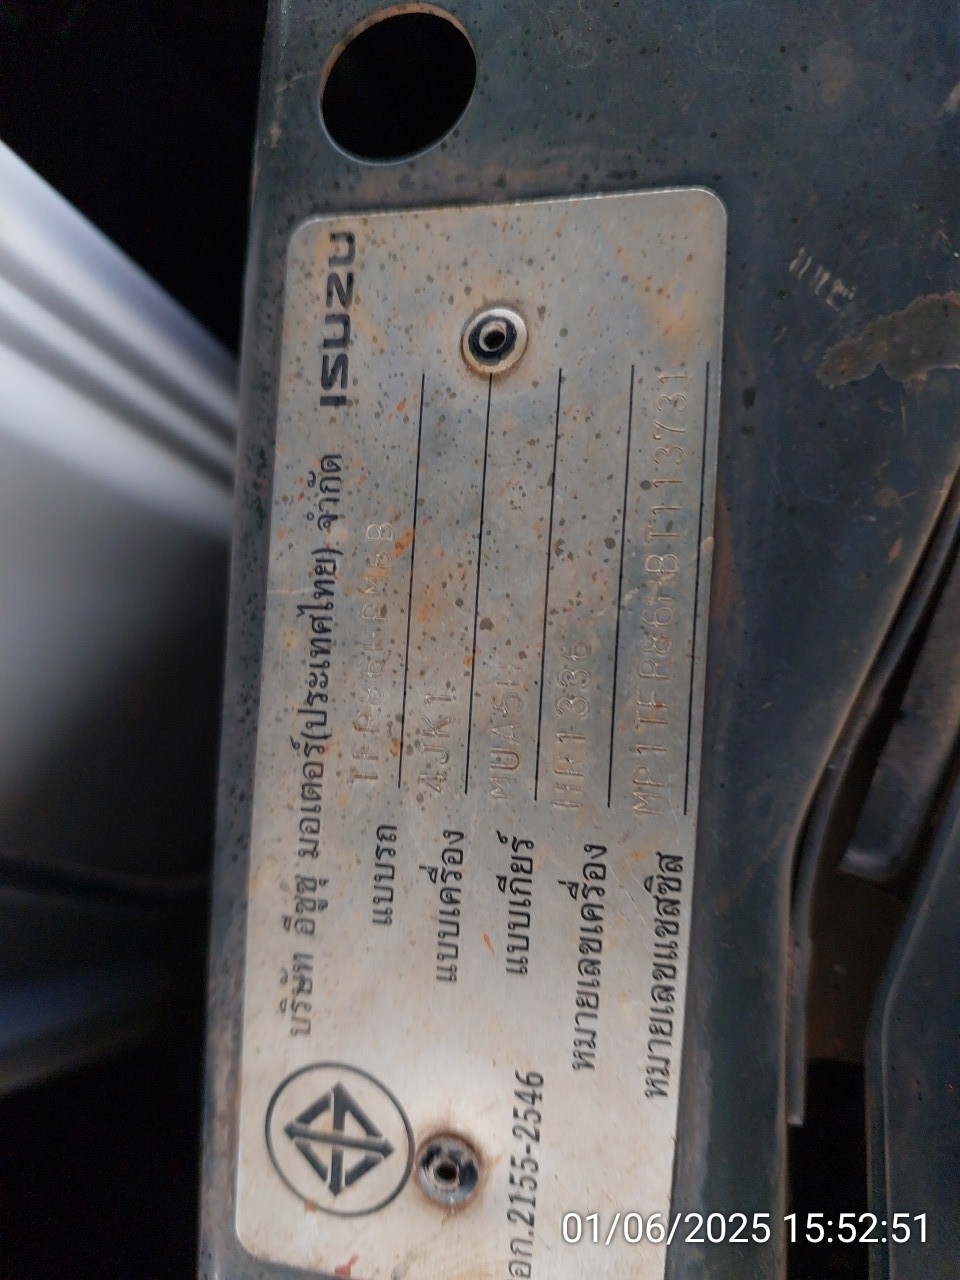 บริษัท อีซูซุ มอเตอร์(ประเทศไทย) จำกัด ISUZU
แบบรถ
แบบเครื่อง 4JK1
แบบเกียร์
หมายเลขเครื่อง
หมายเลขแชสซิส MP1TFR86HBT113731
อก.2155-2546
01/06/2025 15:52:51